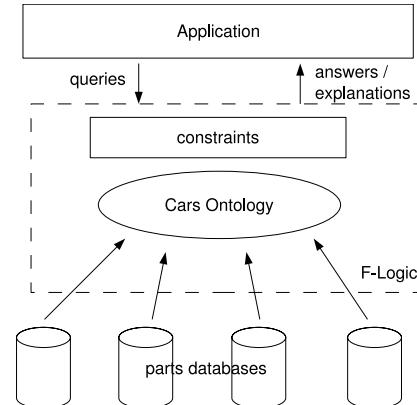 Application
queries
answers /
explanations
constraints
Cars Ontology
F-Logic
parts databases